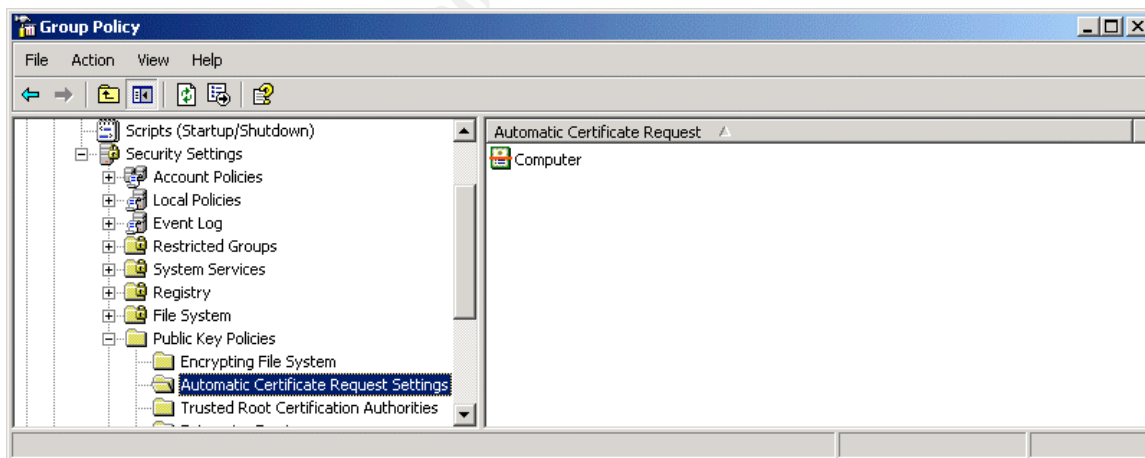 Group Policy
File Action View Help
Scripts (Startup/Shutdown)
Security Settings
Account Policies
Local Policies
Event Log
Restricted Groups
System Services
Registry
File System
Public Key Policies
Encrypting File System
Automatic Certificate Request Settings
Trusted Root Certification Authorities
Automatic Certificate Request
Computer